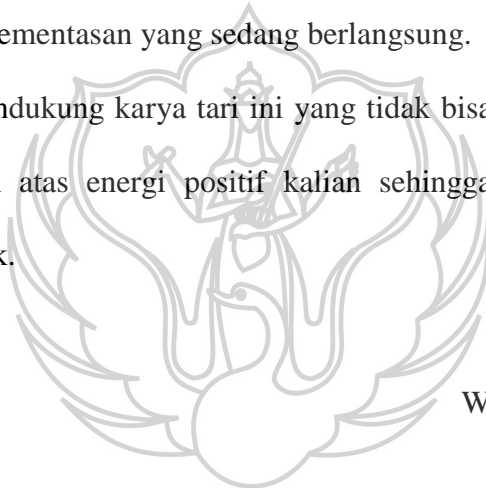 ementasan yang sedang berlangsung.
ndukung karya tari ini yang tidak bisa
atas energi positif kalian sehingga
k.
W